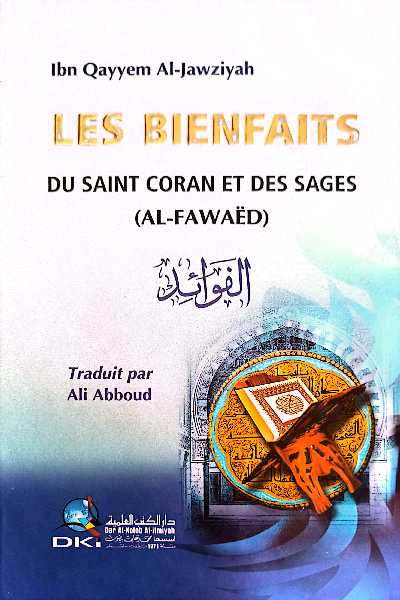 Ibn Qayyem Al-Jawziyah
LES BIENFAITS
DU SAINT CORAN ET DES SAGES
(AL-FAWAËD)
الفوائد
Traduit par
Ali Abboud
دار الكتب العلمية
Dar Al-Kotob Al-ilmiyah
DKi